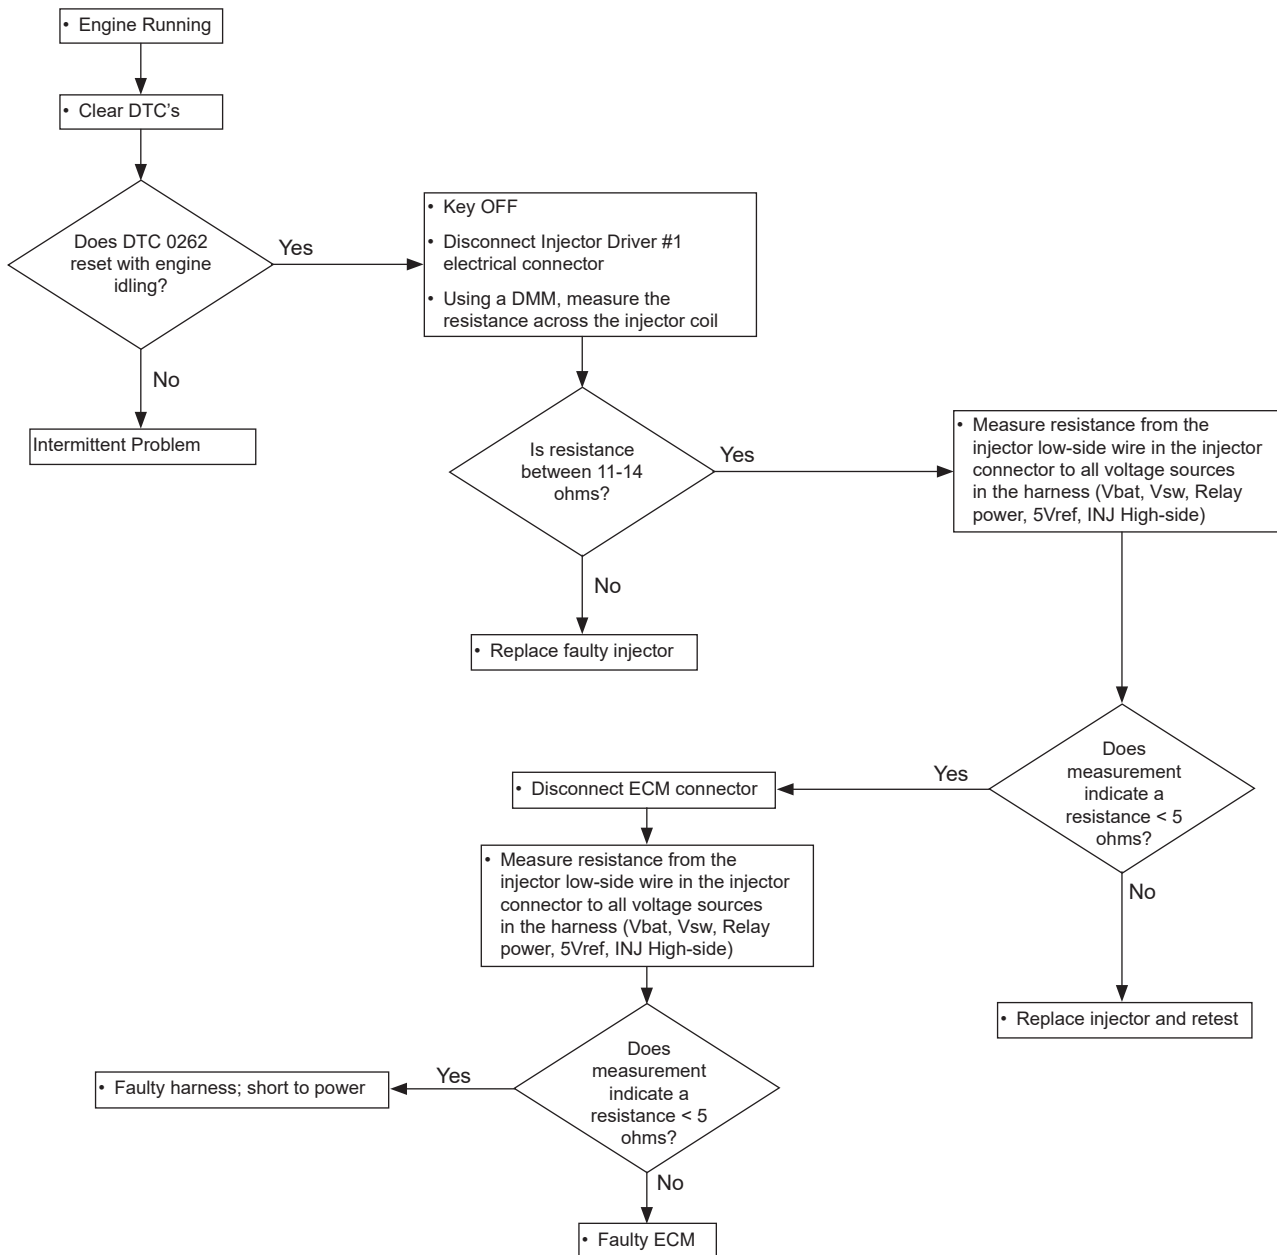 • Engine Running
• Clear DTC's
Does DTC 0262
reset with engine
idling?
Yes
No
Intermittent Problem
• Key OFF
• Disconnect Injector Driver #1
electrical connector
• Using a DMM, measure the
resistance across the injector coil
Is resistance
between 11-14
ohms?
Yes
No
• Replace faulty injector
• Measure resistance from the
injector low-side wire in the injector
connector to all voltage sources
in the harness (Vbat, Vsw, Relay
power, 5Vref, INJ High-side)
Does
measurement
indicate a
resistance < 5
ohms?
Yes
No
• Replace injector and retest
• Disconnect ECM connector
• Measure resistance from the
injector low-side wire in the injector
connector to all voltage sources
in the harness (Vbat, Vsw, Relay
power, 5Vref, INJ High-side)
Does
measurement
indicate a
resistance < 5
ohms?
Yes
• Faulty harness; short to power
No
• Faulty ECM